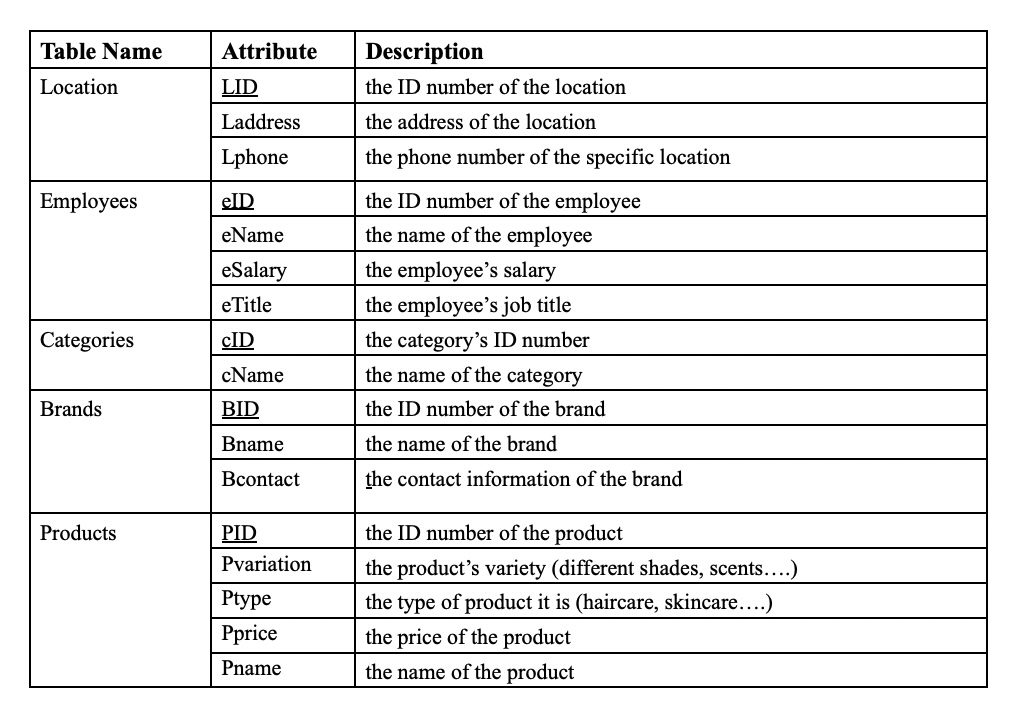 Table Name Attribute Description
Location LID the ID number of the location
Laddress the address of the location
Lphone the phone number of the specific location
Employees eID the ID number of the employee
eName the name of the employee
eSalary the employee’s salary
eTitle the employee’s job title
Categories cID the category’s ID number
cName the name of the category
Brands BID the ID number of the brand
Bname the name of the brand
Bcontact the contact information of the brand
Products PID the ID number of the product
Pvariation the product’s variety (different shades, scents….)
Ptype the type of product it is (haircare, skincare….)
Pprice the price of the product
Pname the name of the product